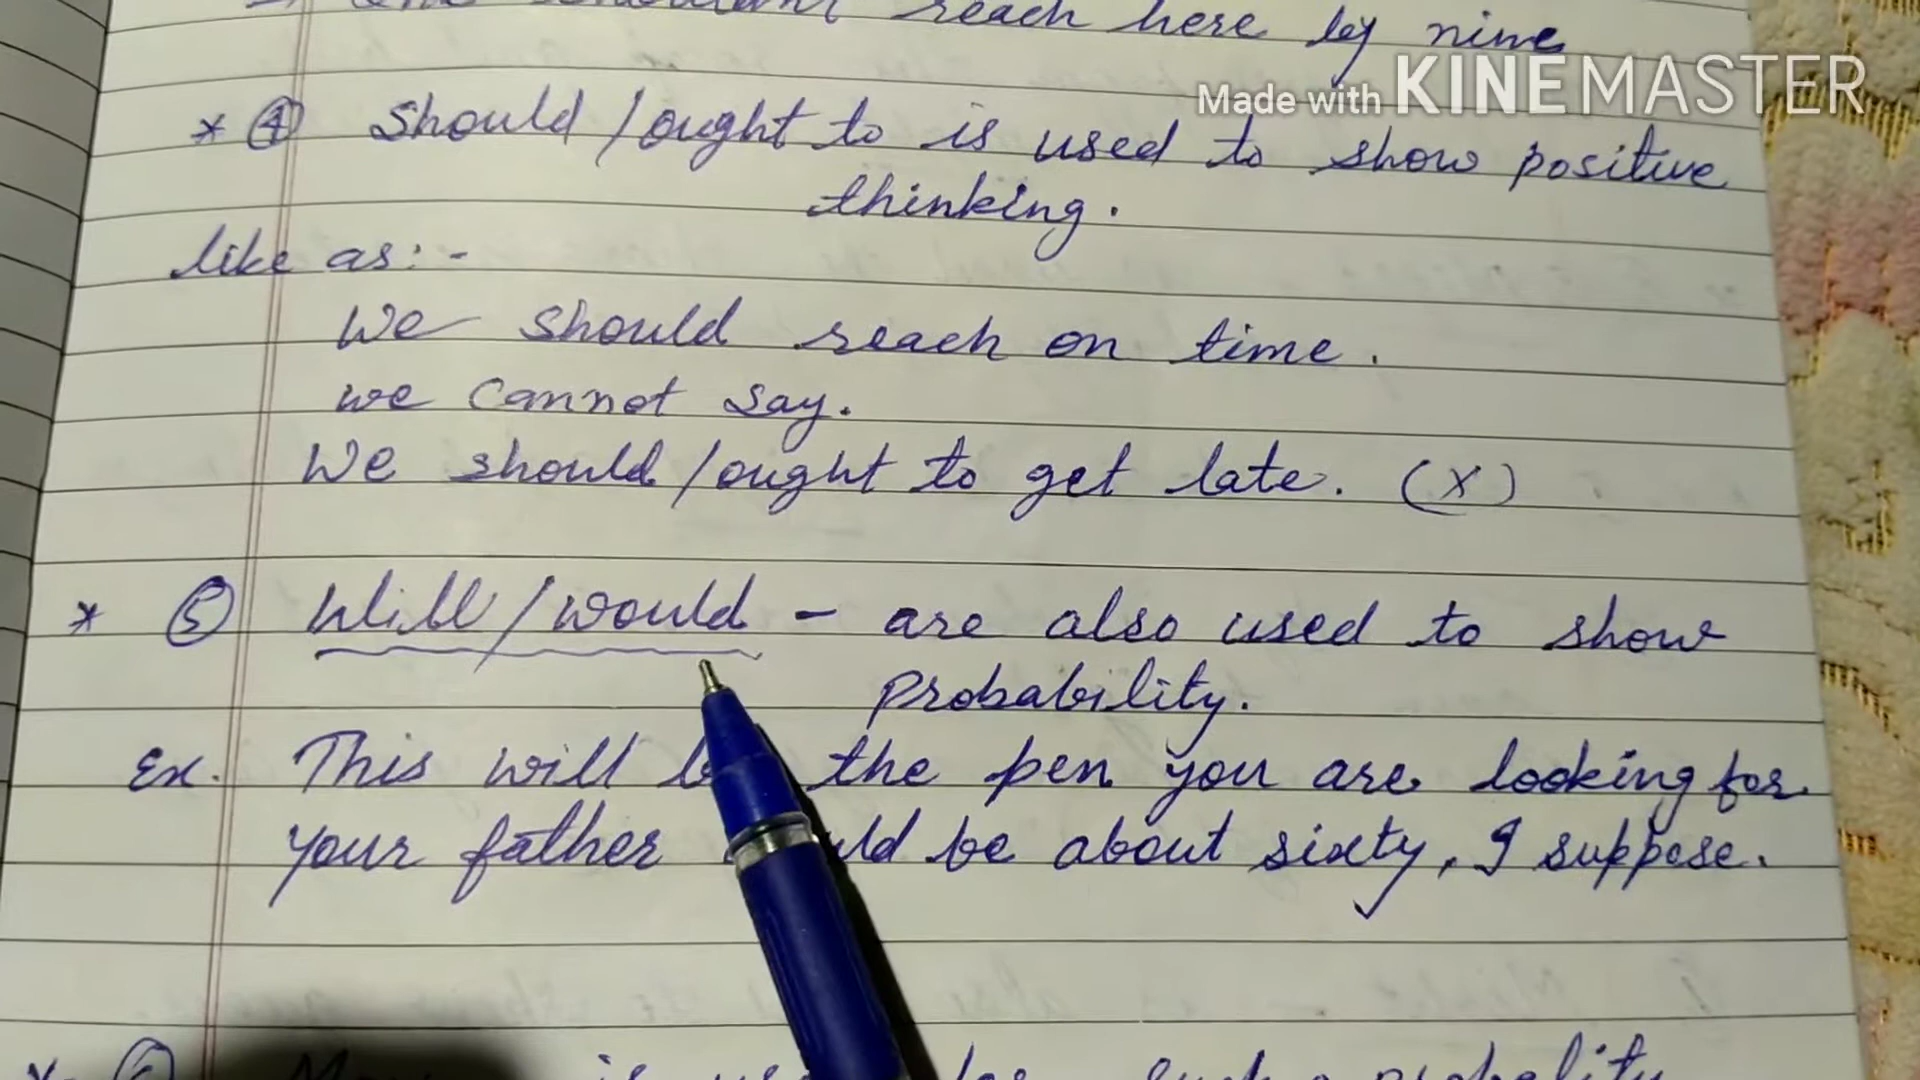 reach here by nine
Made with KINEMASTER
* ④ Should / ought to is used to show positive
thinking.
like as:-
We should reach on time.
we cannot say.
We should / ought to get late. (X)
* ⑤ Will / would - are also used to show
probability.
Ex. This will the pen you are looking for.
your father be about sixty, I suppose.
is